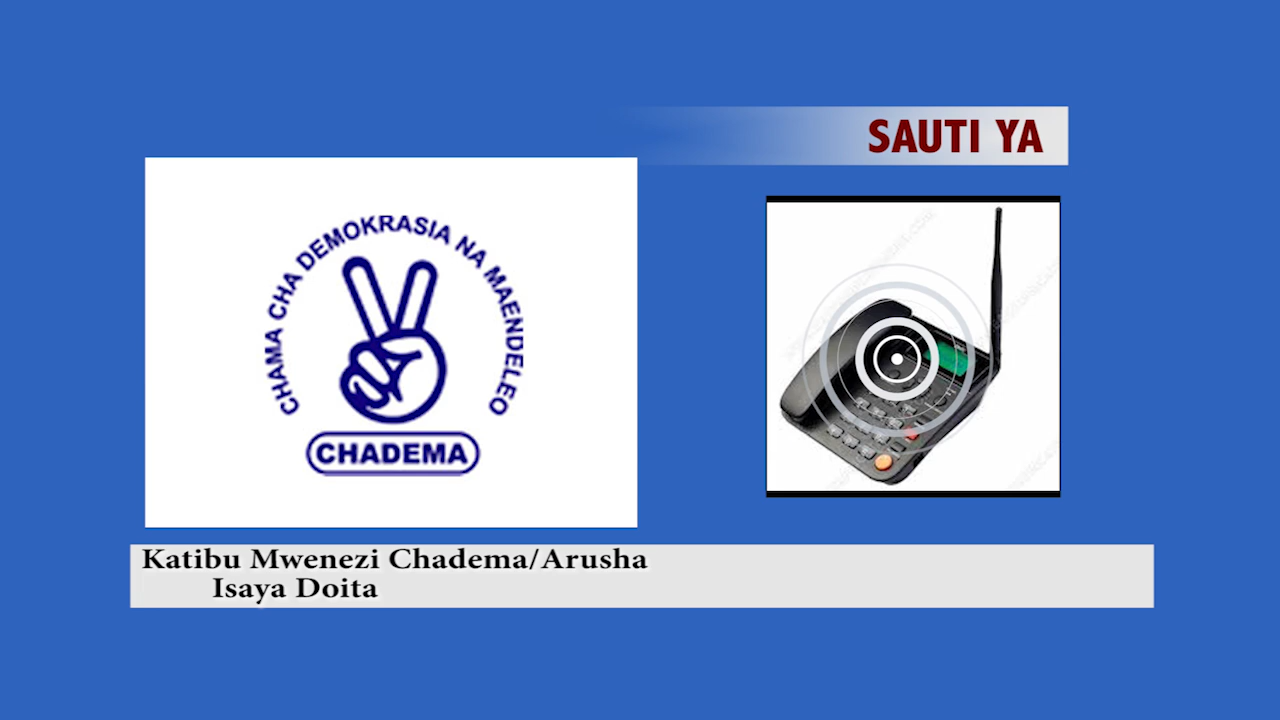 SAUTI YA
CHAMA CHA DEMOKRASIA NA MAENDELEO
CHADEMA
Katibu Mwenezi Chadema/Arusha
Isaya Doita